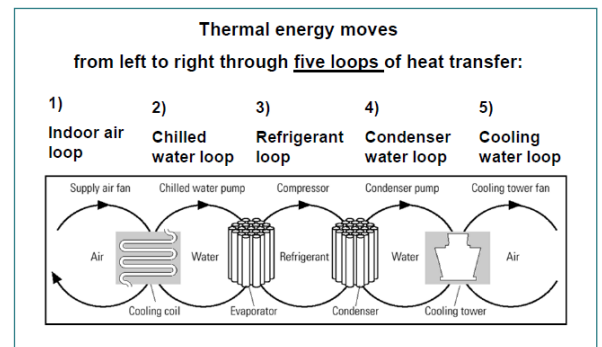 Thermal energy moves
from left to right through five loops of heat transfer:
1)
Indoor air
loop
2)
Chilled
water loop
3)
Refrigerant
loop
4)
Condenser
water loop
5)
Cooling
water loop
Supply air fan
Chilled water pump
Compressor
Condenser pump
Cooling tower fan
Air
Water
Refrigerant
Water
Air
Cooling coil
Evaporator
Condenser
Cooling tower